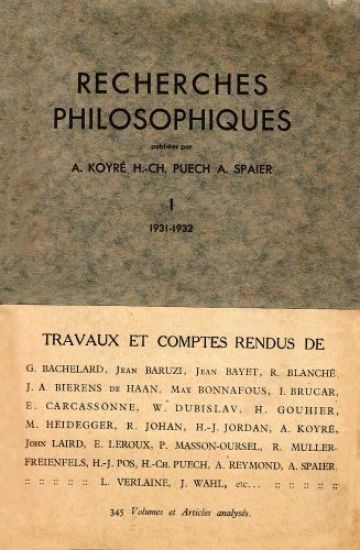 RECHERCHES
PHILOSOPHIQUES
publiées par
A. KOYRÉ H.-CH. PUECH A. SPAIER
1
1931-1932
TRAVAUX ET COMPTES RENDUS DE
G. BACHELARD, JEAN BARUZI, JEAN BAYET, R. BLANCHÉ
J. A BIERENS DE HAAN, MAX BONNAFOUS, I. BRUCAR,
E. CARCASSONNE, W. DUBISLAV, H. GOUHIER,
M. HEIDEGGER, R. JOHAN, H.-J. JORDAN, A. KOYRÉ,
JOHN LAIRD, E. LEROUX, P. MASSON-OURSEL, R. MULLER-
FREIENFELS, H.-J. POS, H.-CH. PUECH, A. REYMOND, A. SPAIER
:: :: :: :: :: L. VERLAINE, J. WAHL, etc... :: :: :: :: ::
345 Volumes et Articles analysés.